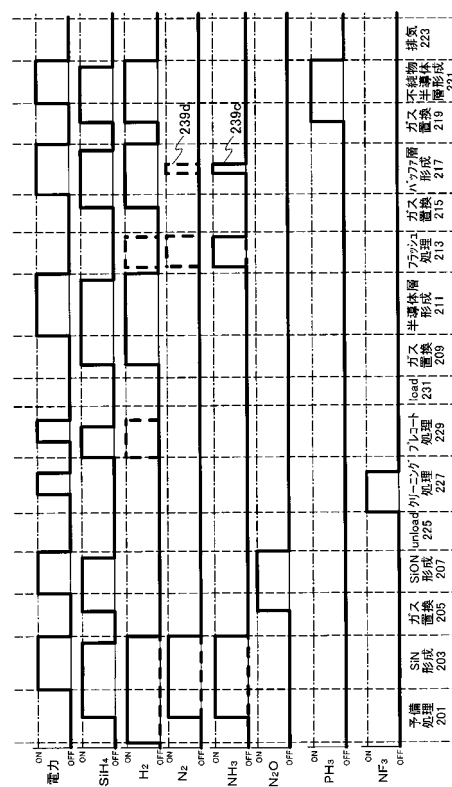 電力
ON
OFF
SiH4
ON
OFF
H2
ON
OFF
N2
ON
OFF
NH3
ON
OFF
N2O
ON
OFF
PH3
ON
OFF
NF3
ON
OFF
239d
239c
予備
処理
201
SiN
形成
203
ガス
置換
205
SiON
形成
207
unload
225
クリーニング
処理
227
プレコート
処理
229
load
231
ガス
置換
209
半導体層
形成
211
フラッシュ
処理
213
ガス
置換
215
バッファ層
形成
217
ガス
置換
219
不純物
半導体
層形成
221
排気
223